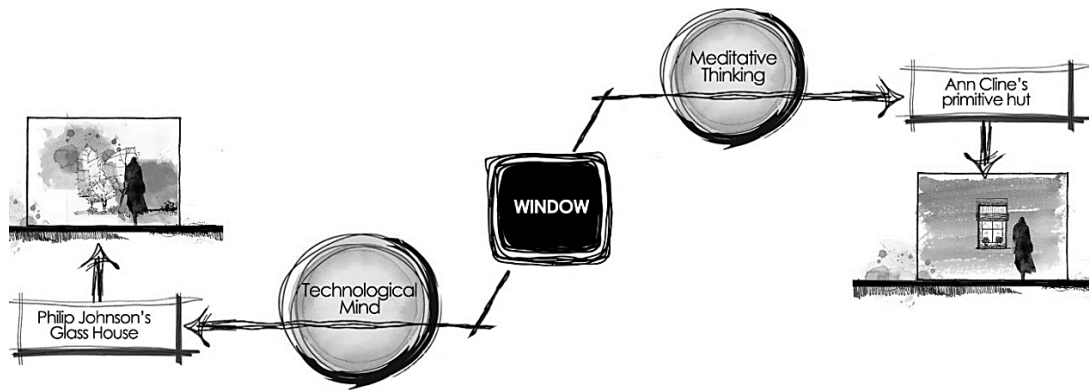 Meditative
Thinking
Ann Cline's
primitive hut
WINDOW
Technological
Mind
Philip Johnson's
Glass House